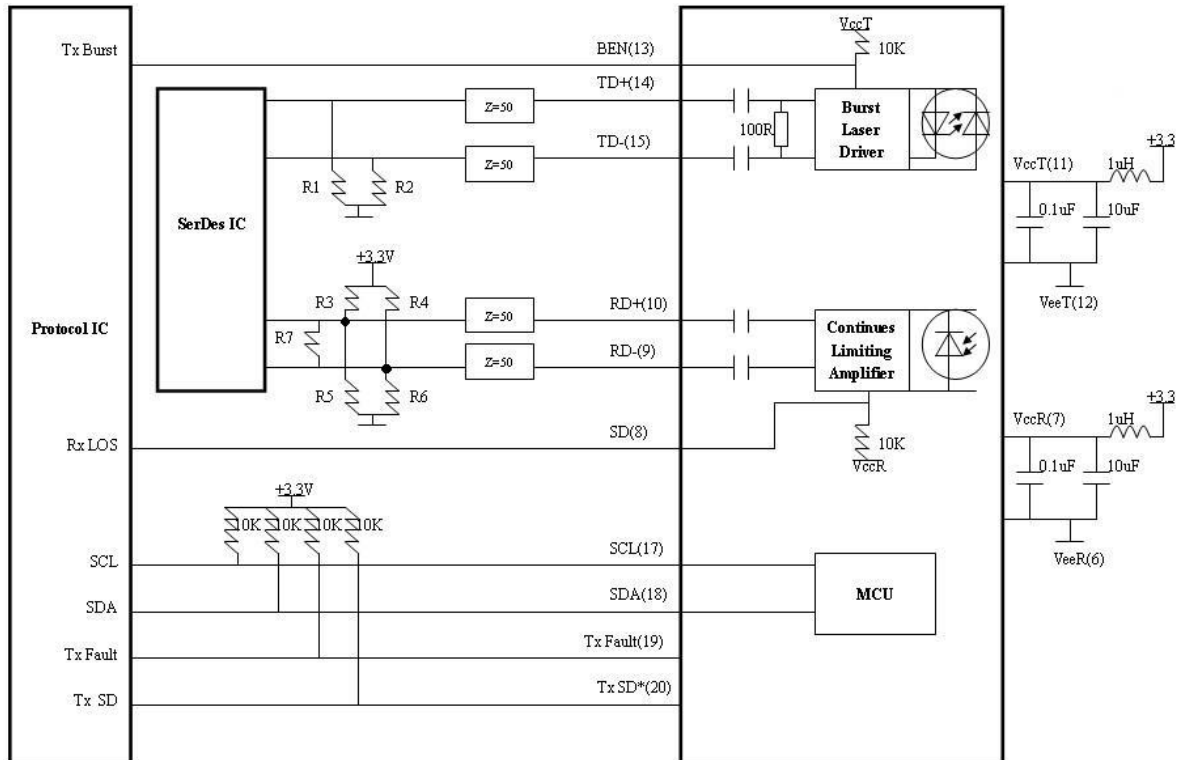 VccT
10K
Tx Burst
BEN(13)
TD+(14)
Z=50
100R
Burst
Laser
Driver
TD-(15)
Z=50
R1
R2
SerDes IC
+3.3
VccT(11)
1uH
0.1uF
10uF
VeeT(12)
+3.3V
R3
R4
RD+(10)
Z=50
Protocol IC
R7
RD-(9)
Z=50
Continues
Limiting
Amplifier
R5
R6
Rx LOS
SD(8)
10K
VccR
+3.3
VccR(7)
1uH
0.1uF
10uF
VeeR(6)
+3.3V
10K
10K
10K
10K
SCL
SCL(17)
SDA
SDA(18)
MCU
Tx Fault
Tx Fault(19)
Tx SD
Tx SD*(20)